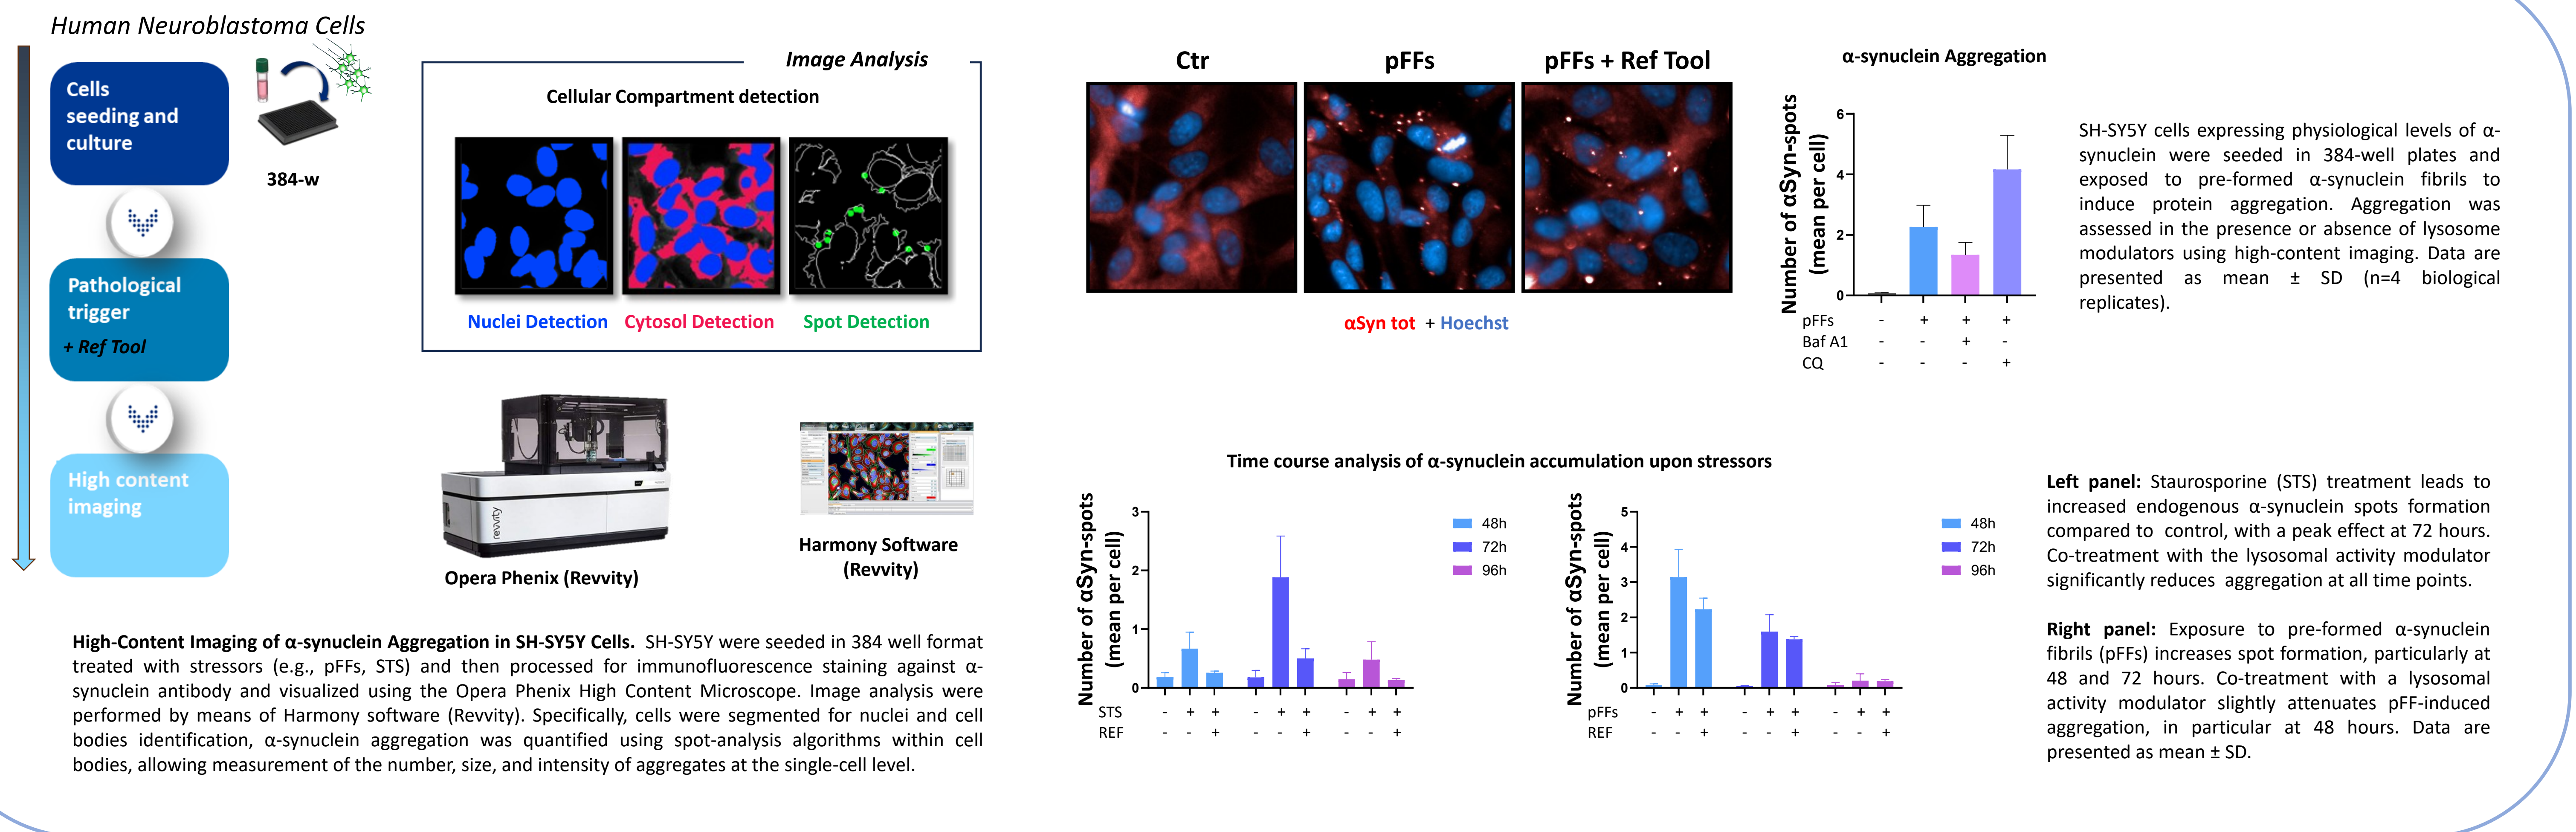 Human Neuroblastoma Cells
Cells
seeding and
culture
384-w
Pathological
trigger
+ Ref Tool
High content
imaging
Image Analysis
Cellular Compartment detection
Nuclei Detection
Cytosol Detection
Spot Detection
revvity
Opera Phenix (Revvity)
Harmony Software
(Revvity)
High-Content Imaging of α-synuclein Aggregation in SH-SY5Y Cells. SH-SY5Y were seeded in 384 well format
treated with stressors (e.g., pFFs, STS) and then processed for immunofluorescence staining against α-
synuclein antibody and visualized using the Opera Phenix High Content Microscope. Image analysis were
performed by means of Harmony software (Revvity). Specifically, cells were segmented for nuclei and cell
bodies identification, α-synuclein aggregation was quantified using spot-analysis algorithms within cell
bodies, allowing measurement of the number, size, and intensity of aggregates at the single-cell level.
Ctr
pFFs
pFFs + Ref Tool
αSyn tot + Hoechst
α-synuclein Aggregation
Number of αSyn-spots
(mean per cell)
6
4
2
0
pFFs - + + +
Baf A1 - - + -
CQ - - - +
SH-SY5Y cells expressing physiological levels of α-
synuclein were seeded in 384-well plates and
exposed to pre-formed α-synuclein fibrils to
induce protein aggregation. Aggregation was
assessed in the presence or absence of lysosome
modulators using high-content imaging. Data are
presented as mean ± SD (n=4 biological
replicates).
Time course analysis of α-synuclein accumulation upon stressors
Number of αSyn-spots
(mean per cell)
3
2
1
0
STS - + + - + + - + +
REF - - + - - + - - +
48h
72h
96h
Number of αSyn-spots
(mean per cell)
5
4
3
2
1
0
pFFs - + + - + + - + +
REF - - + - - + - - +
48h
72h
96h
Left panel: Staurosporine (STS) treatment leads to
increased endogenous α-synuclein spots formation
compared to control, with a peak effect at 72 hours.
Co-treatment with the lysosomal activity modulator
significantly reduces aggregation at all time points.
Right panel: Exposure to pre-formed α-synuclein
fibrils (pFFs) increases spot formation, particularly at
48 and 72 hours. Co-treatment with a lysosomal
activity modulator slightly attenuates pFF-induced
aggregation, in particular at 48 hours. Data are
presented as mean ± SD.